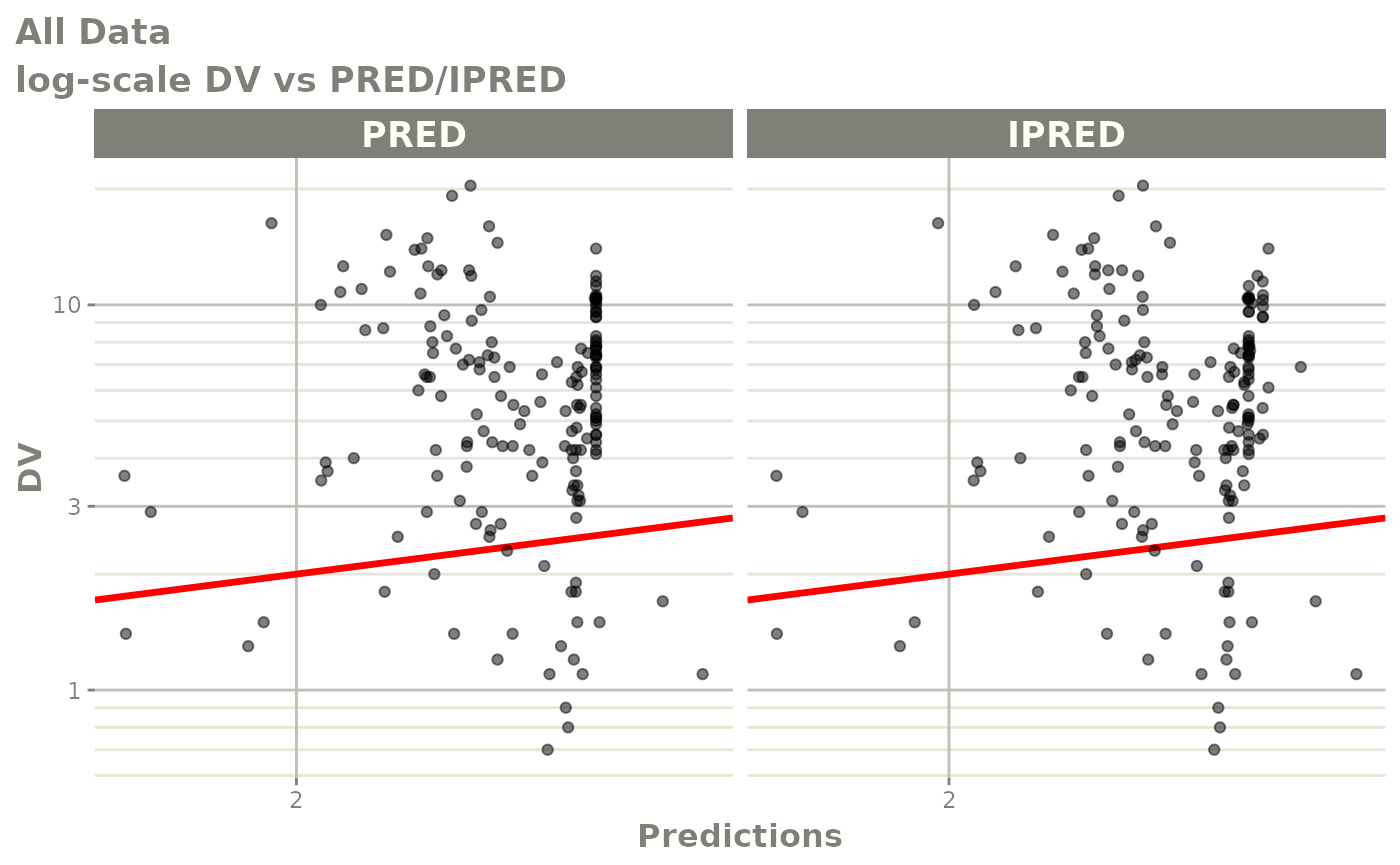 All Data
log-scale DV vs PRED/IPRED
PRED
IPRED
10
3
1
DV
2
2
Predictions